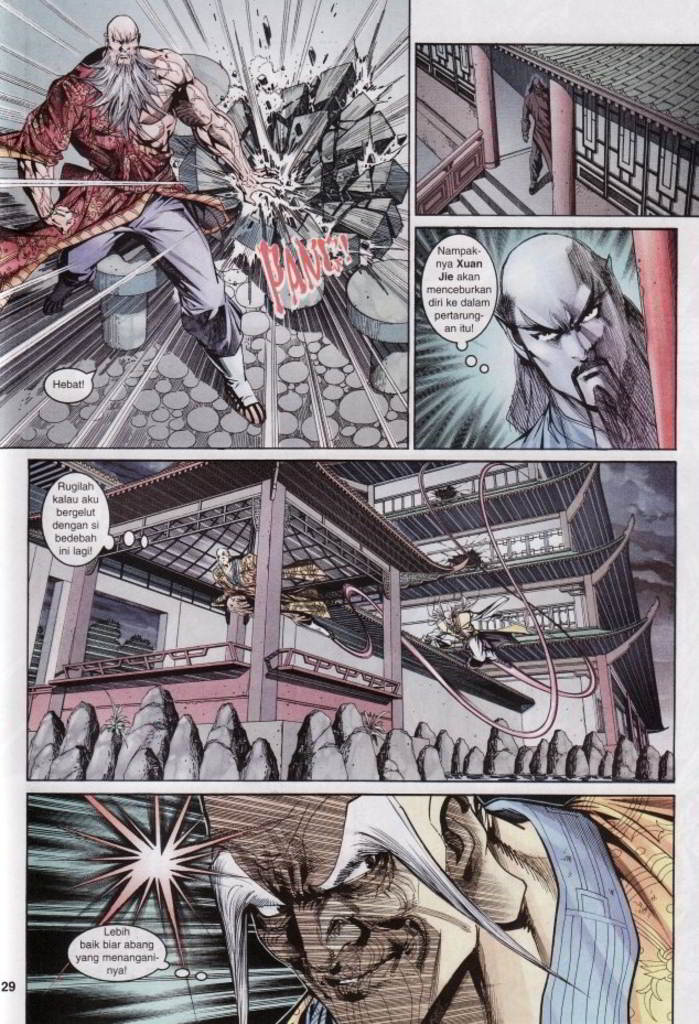 PANG!!
Hebat!
Nampak-
nya Xuan
Jie akan
menceburkan
diri ke dalam
pertarung-
an itu!
Rugilah
kalau aku
bergelut
dengan si
bedebah
ini lagi!
Lebih
baik biar abang
yang menangani-
nya!
29